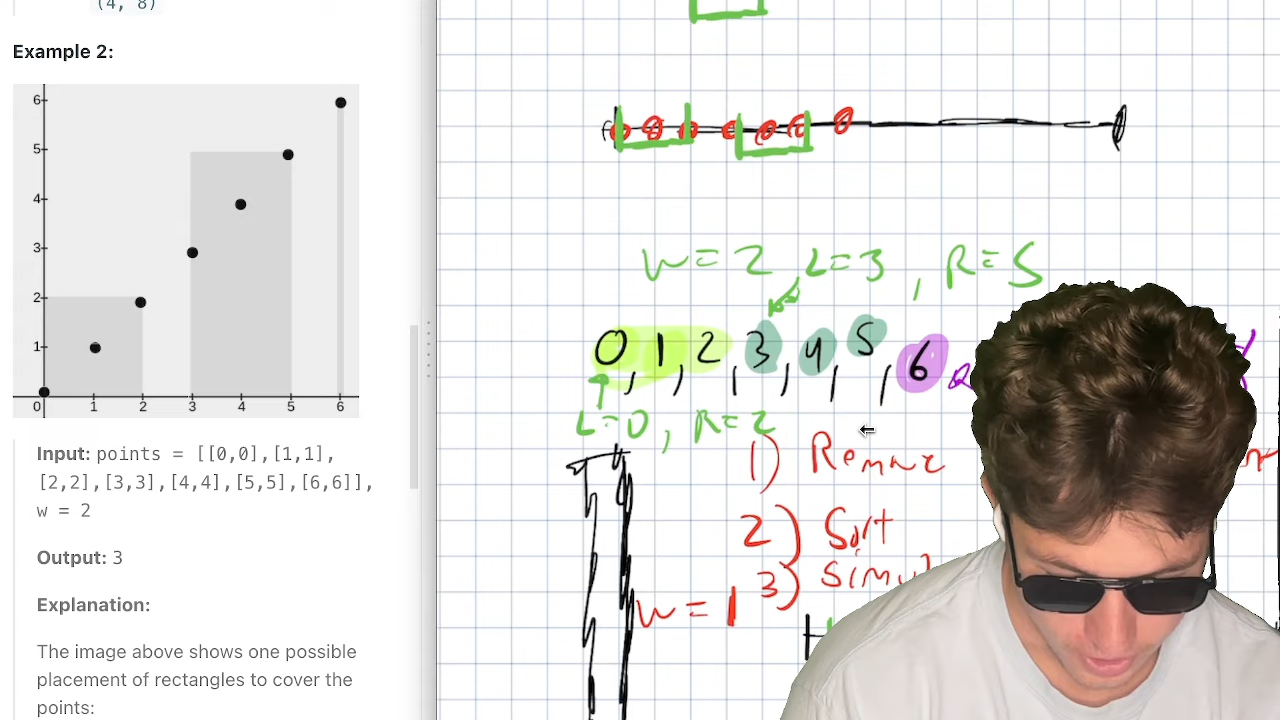 (4, 8)
Example 2:
6
5
4
3
2
1
0 1 2 3 4 5 6
Input: points = [[0,0],[1,1],
[2,2],[3,3],[4,4],[5,5],[6,6]],
w = 2
Output: 3
Explanation:
The image above shows one possible
placement of rectangles to cover the
points:
W = 2 L = 3 , R = 5
0, 1, 2, 3, 4, 5, 6
L = 0, R = 2
1) Remove
2) Sort
3)
W = 1